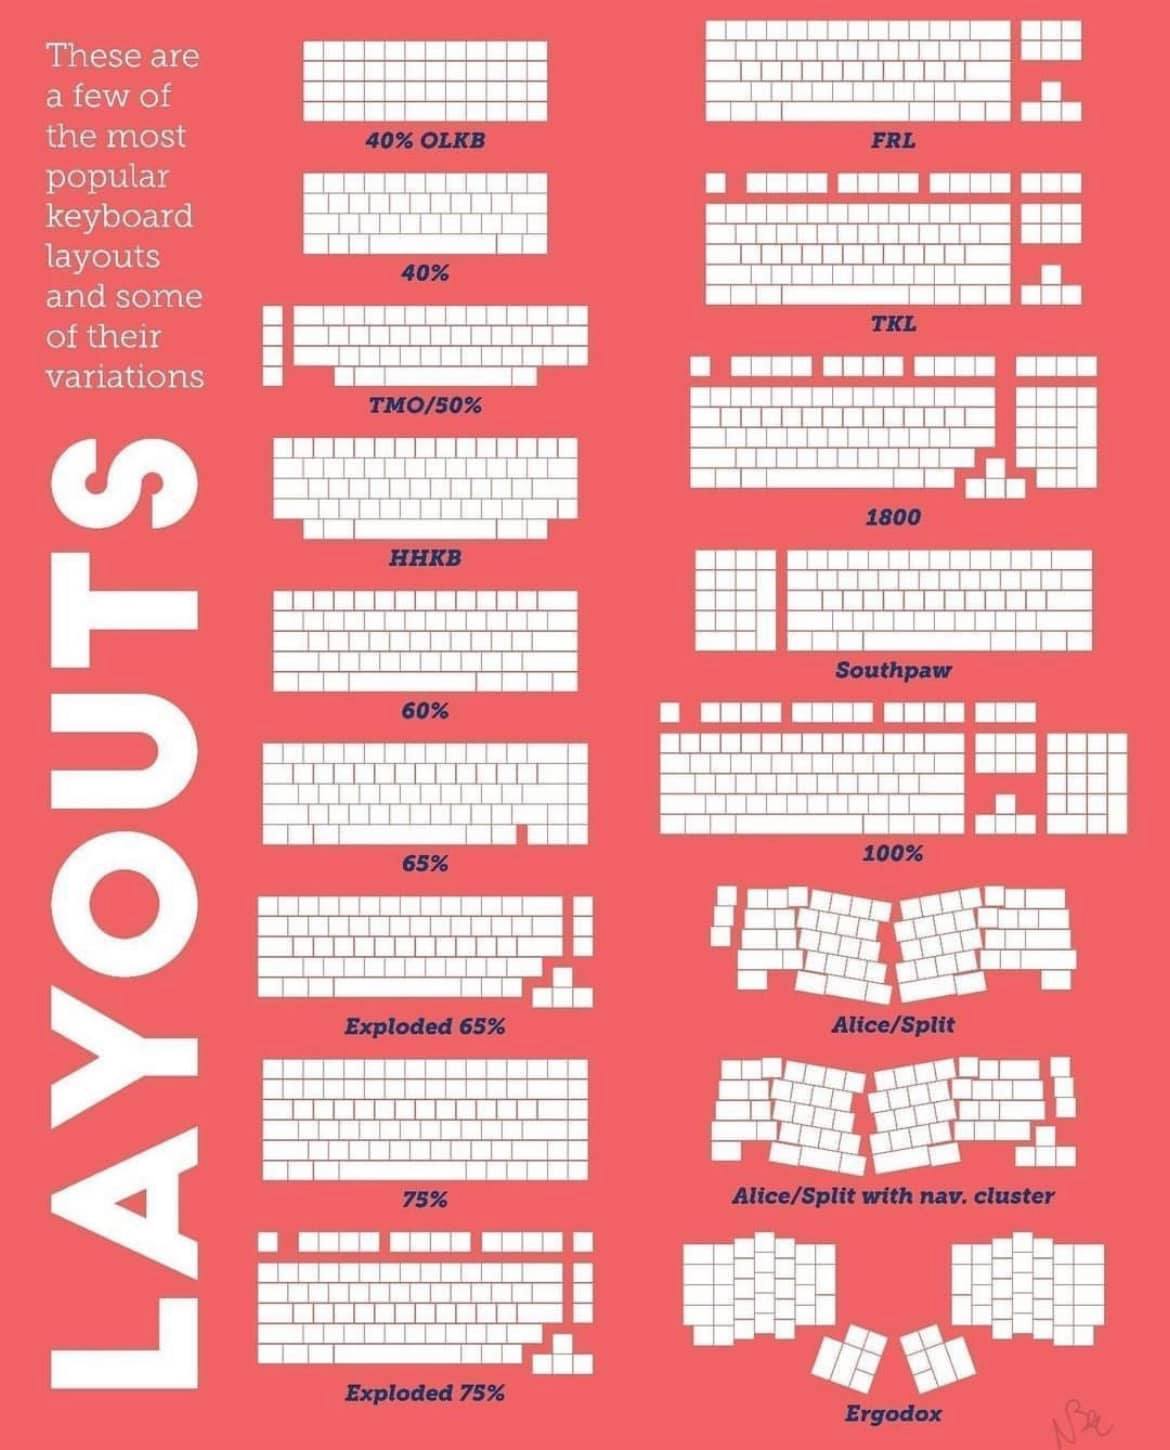 These are
a few of
the most
popular
keyboard
layouts
and some
of their
variations
LAYOUTS
40% OLKB
40%
TMO/50%
HHKB
60%
65%
Exploded 65%
75%
Exploded 75%
FRL
TKL
1800
Southpaw
100%
Alice/Split
Alice/Split with nav. cluster
Ergodox